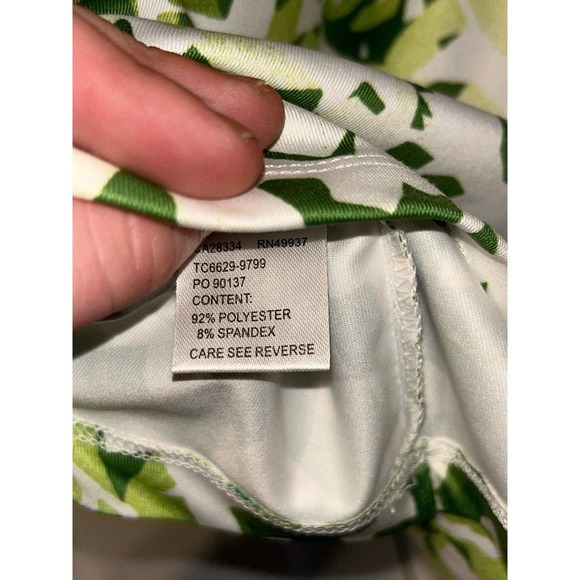 RN49937
TC6629-9799
PO 90137
CONTENT:
92% POLYESTER
8% SPANDEX
CARE SEE REVERSE